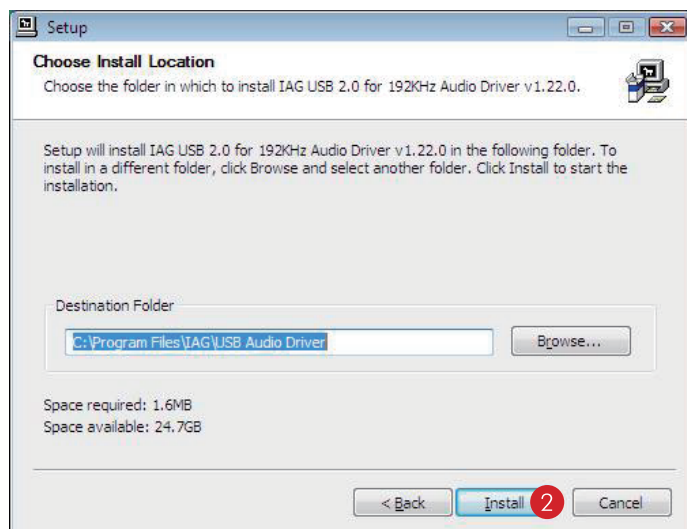 Setup
Choose Install Location
Choose the folder in which to install IAG USB 2.0 for 192KHz Audio Driver v1.22.0.
Setup will install IAG USB 2.0 for 192KHz Audio Driver v1.22.0 in the following folder. To
install in a different folder, click Browse and select another folder. Click Install to start the
installation.
Destination Folder
C:\Program Files\IAG\USB Audio Driver
Browse...
Space required: 1.6MB
Space available: 24.7GB
< Back
Install
2
Cancel